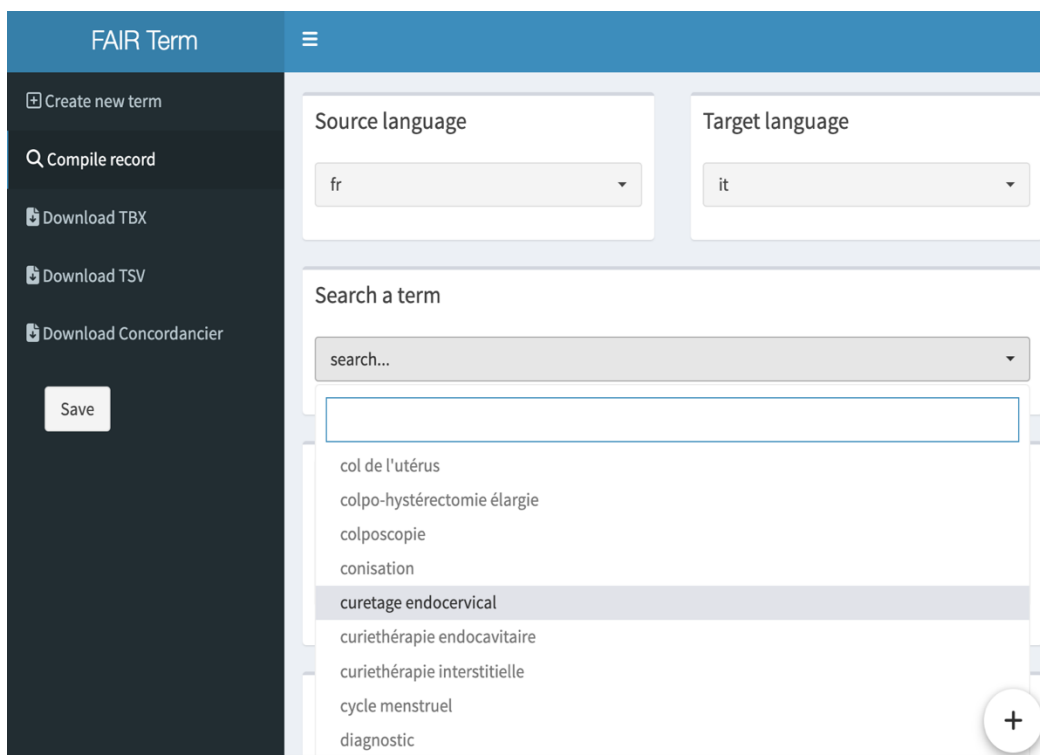 FAIR Term
Create new term
Compile record
Download TBX
Download TSV
Download Concordancier
Save
Source language
fr
Target language
it
Search a term
search...
col de l'utérus
colpo-hystérectomie élargie
colposcopie
conisation
curetage endocervical
curiethérapie endocavitaire
curiethérapie interstitielle
cycle menstruel
diagnostic